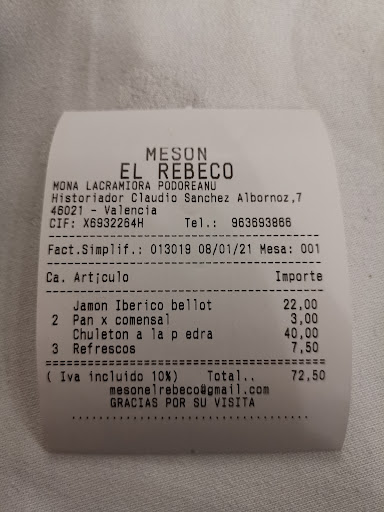 MESON
EL REBECO
MONA LACRAMIORA PODOREANU
Historiador Claudio Sanchez Albornoz,7
46021 - Valencia
CIF: X6932264H Tel.: 963693866
Fact.Simplif.: 013019 08/01/21 Mesa: 001
Ca. Artículo Importe
Jamon Iberico bellot 22,00
2 Pan x comensal 3,00
Chuleton a la p edra 40,00
3 Refrescos 7,50
( Iva incluido 10%) Total.. 72,50
mesonelrebeco@gmail.com
GRACIAS POR SU VISITA